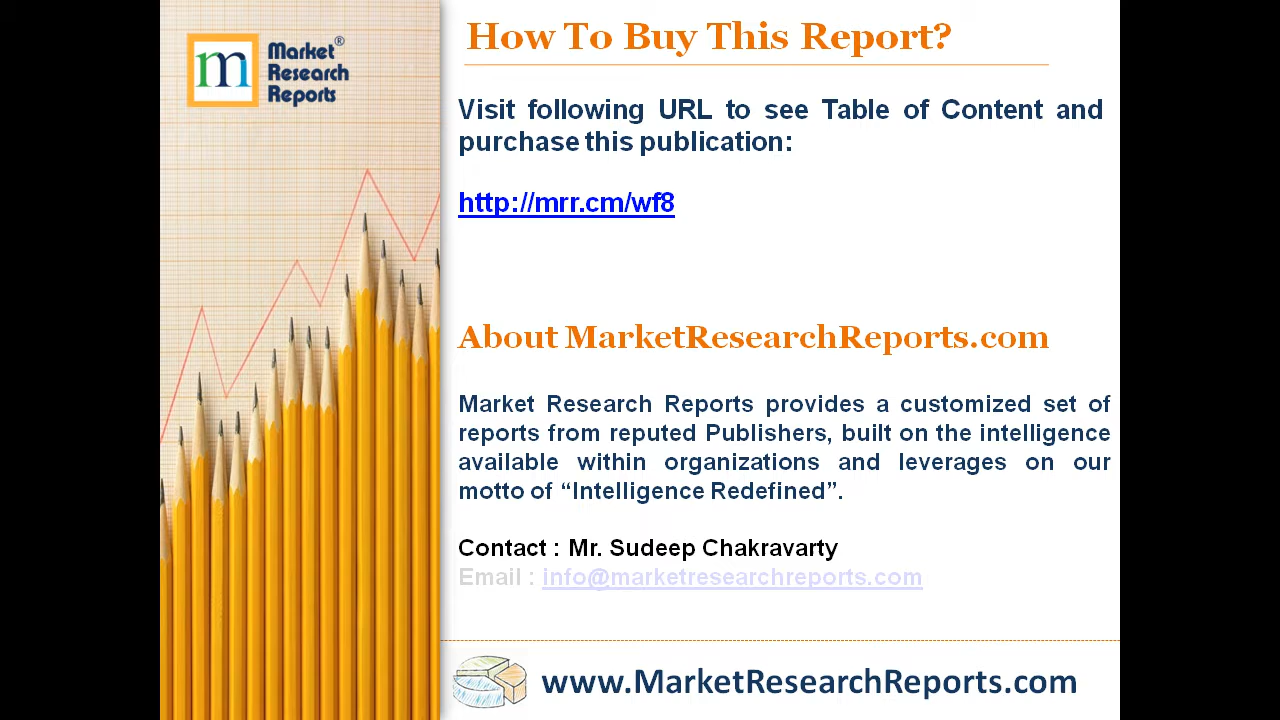 m
Market®
Research
Reports
How To Buy This Report?
Visit following URL to see Table of Content and
purchase this publication:
http://mrr.cm/wf8
About MarketResearchReports.com
Market Research Reports provides a customized set of
reports from reputed Publishers, built on the intelligence
available within organizations and leverages on our
motto of “Intelligence Redefined”.
Contact : Mr. Sudeep Chakravarty
Email : info@marketresearchreports.com
www.MarketResearchReports.com